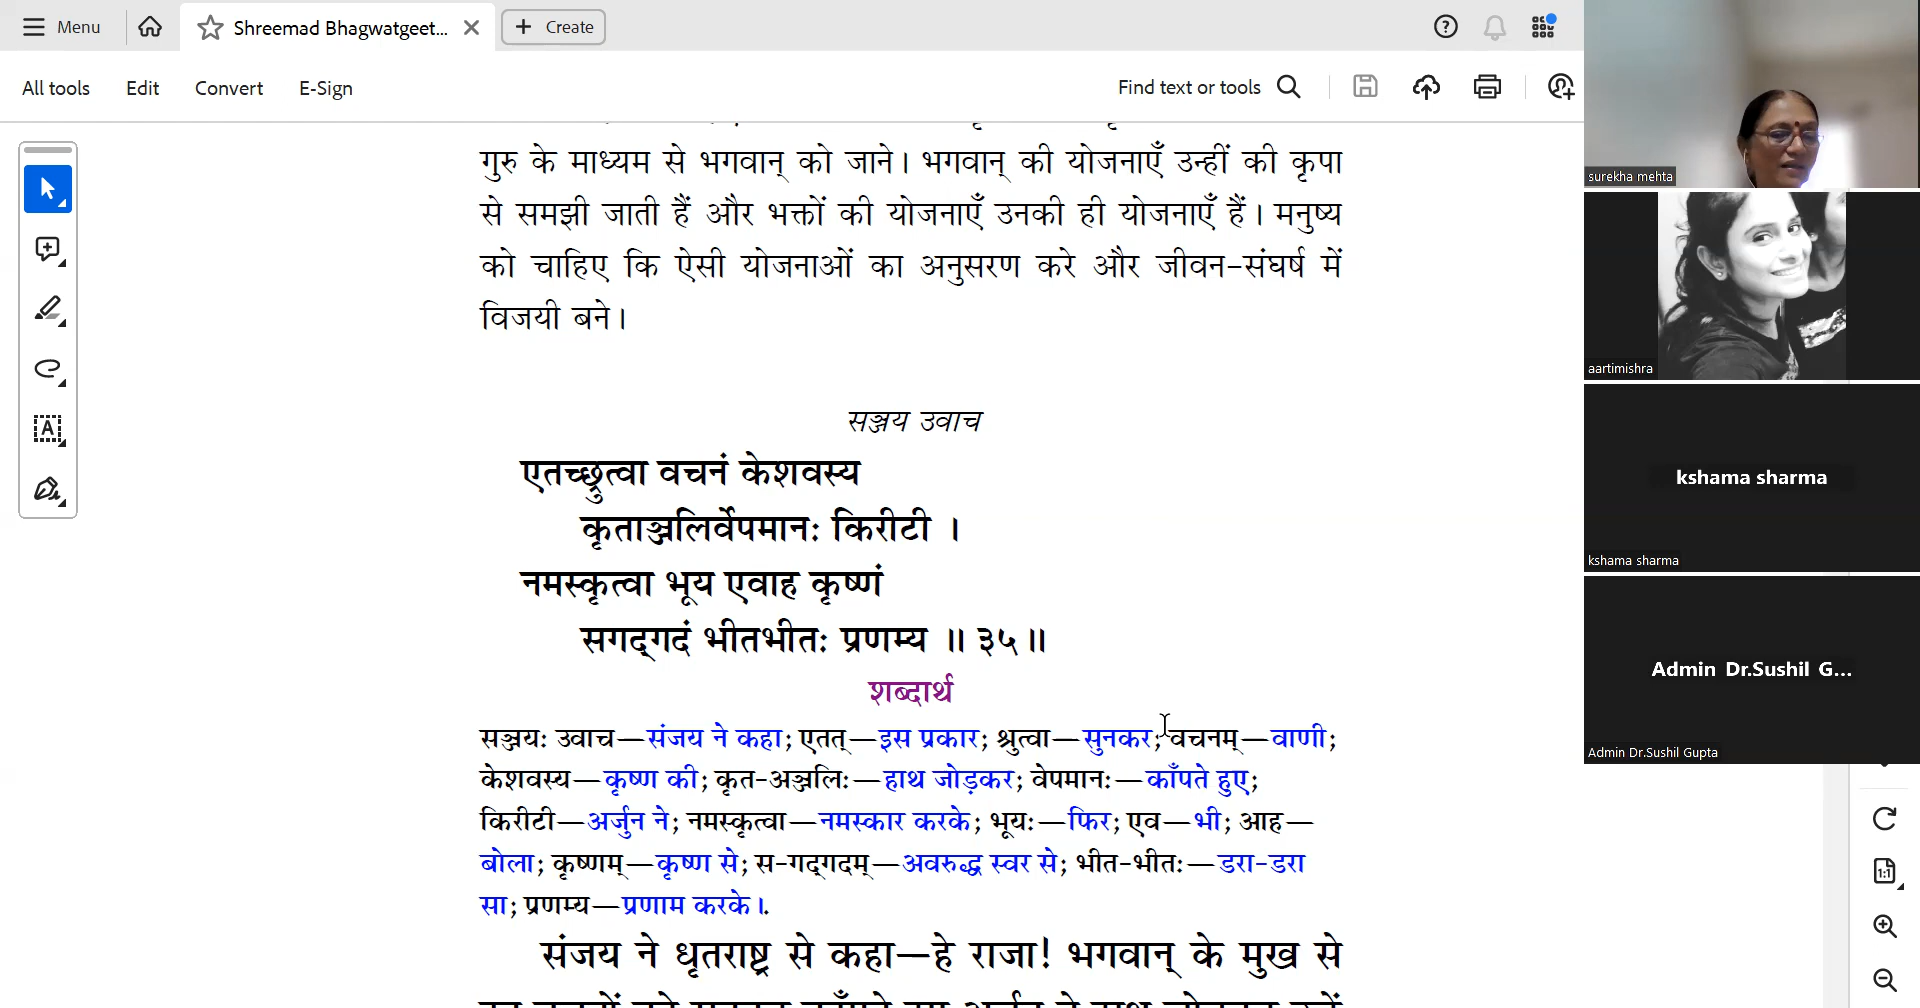 Menu
Shreemad Bhagwatgeet...
Create
All tools
Edit
Convert
E-Sign
Find text or tools
गुरु के माध्यम से भगवान् को जाने। भगवान् की योजनाएँ उन्हीं की कृपा
से समझी जाती हैं और भक्तों की योजनाएँ उनकी ही योजनाएँ हैं। मनुष्य
को चाहिए कि ऐसी योजनाओं का अनुसरण करे और जीवन-संघर्ष में
विजयी बने।
सञ्जय उवाच
एतच्छ्रुत्वा वचनं केशवस्य
कृताञ्जलिर्वेपमानः किरीटी ।
नमस्कृत्वा भूय एवाह कृष्णं
सगद्गदं भीतभीतः प्रणम्य ॥ ३५॥
शब्दार्थ
सञ्जयः उवाच—संजय ने कहा; एतत्—इस प्रकार; श्रुत्वा—सुनकर; वचनम्—वाणी;
केशवस्य—कृष्ण की; कृत-अञ्जलिः—हाथ जोड़कर; वेपमानः—काँपते हुए;
किरीटी—अर्जुन ने; नमस्कृत्वा—नमस्कार करके; भूयः—फिर; एव—भी; आह—
बोला; कृष्णम्—कृष्ण से; स-गद्गदम्—अवरुद्ध स्वर से; भीत-भीतः—डरा-डरा
सा; प्रणम्य—प्रणाम करके।.
संजय ने धृतराष्ट्र से कहा—हे राजा! भगवान् के मुख से
surekha mehta
aartimishra
kshama sharma
kshama sharma
Admin Dr.Sushil G...
Admin Dr.Sushil Gupta
1:1